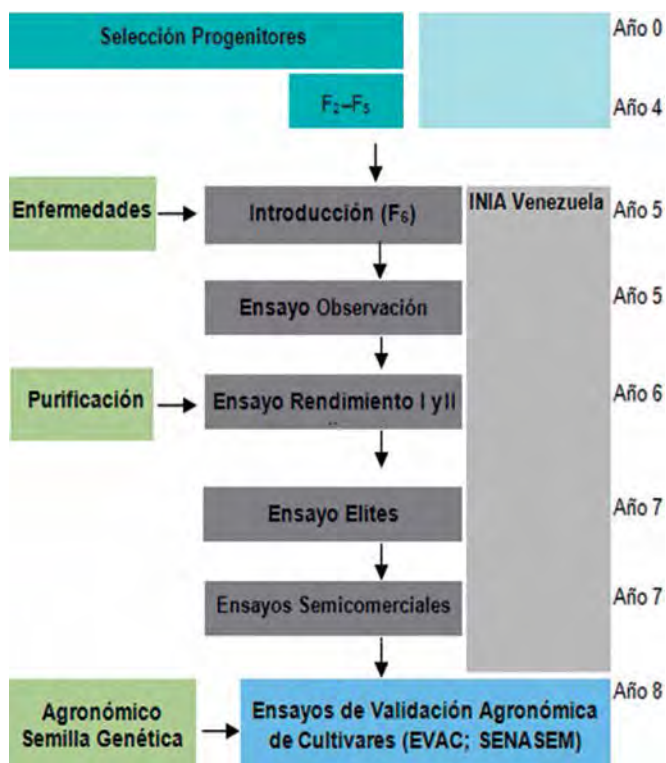 Selección Progenitores
Año 0
F₂–F₅
Año 4
Enfermedades
Introducción (F₆)
INIA Venezuela
Año 5
Ensayo Observación
Año 5
Purificación
Ensayo Rendimiento I y II
Año 6
Ensayo Elites
Año 7
Ensayos Semicomerciales
Año 7
Agronómico
Semilla Genética
Ensayos de Validación Agronómica
de Cultivares (EVAC; SENASEM)
Año 8